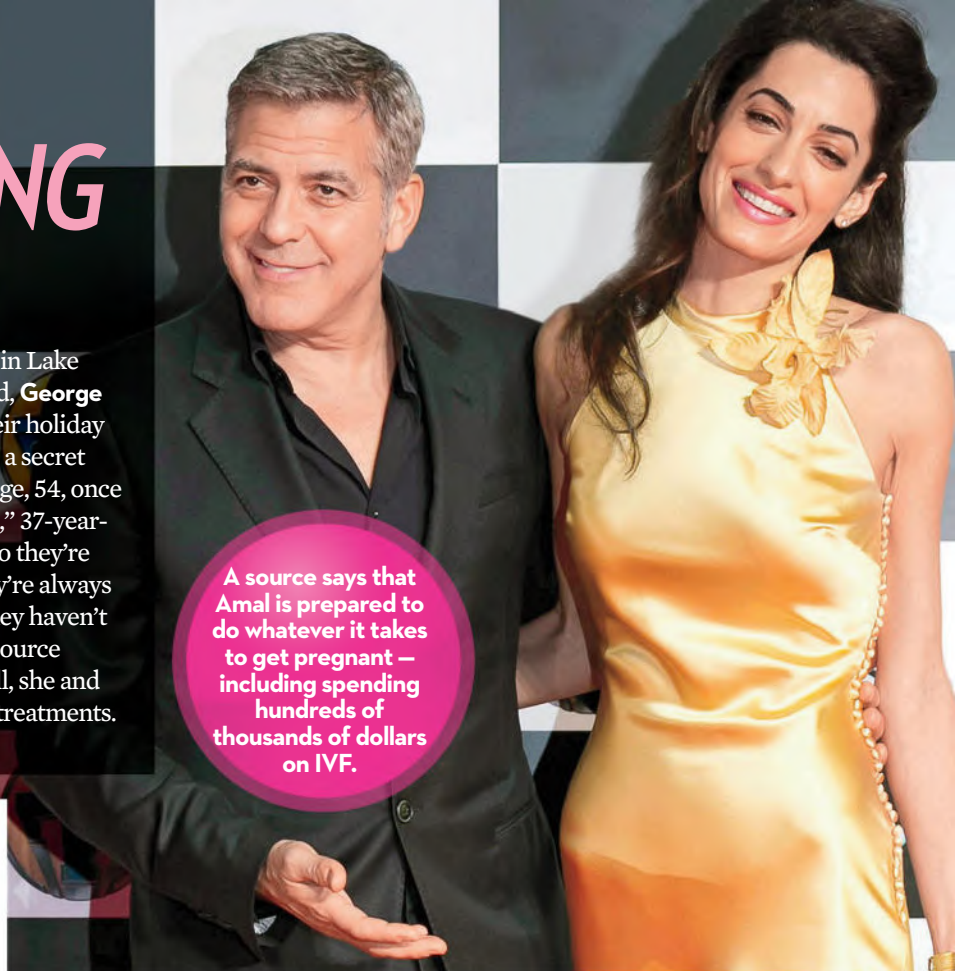 NG
in Lake
d, George
eir holiday
a secret
ge, 54, once
,” 37-year-
o they’re
y’re always
ey haven’t
ource
ll, she and
treatments.
A source says that
Amal is prepared to
do whatever it takes
to get pregnant —
including spending
hundreds of
thousands of dollars
on IVF.